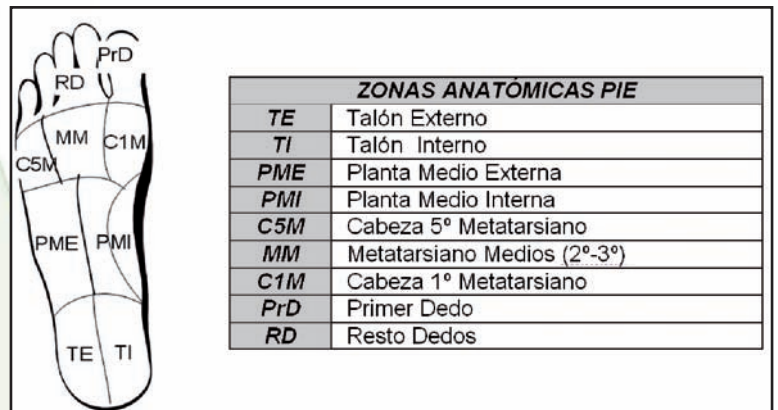 PrD
RD
MM
C1M
C5M
PME
PMI
TE
TI
ZONAS ANATÓMICAS PIE
TE Talón Externo
TI Talón Interno
PME Planta Medio Externa
PMI Planta Medio Interna
C5M Cabeza 5º Metatarsiano
MM Metatarsiano Medios (2º-3º)
C1M Cabeza 1º Metatarsiano
PrD Primer Dedo
RD Resto Dedos